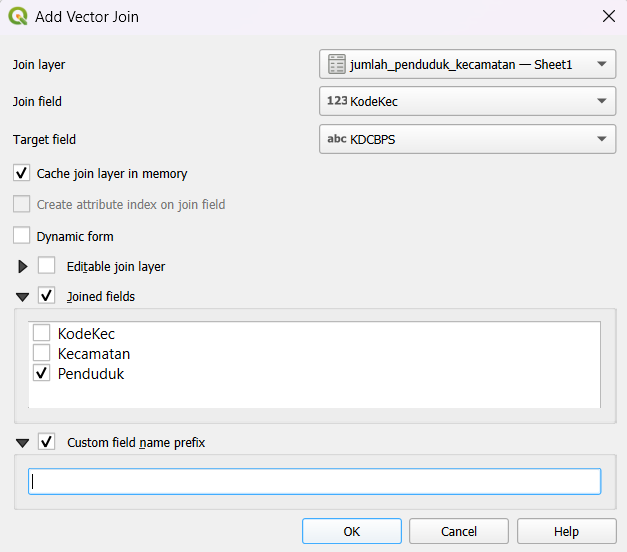 Add Vector Join
Join layer
jumlah_penduduk_kecamatan — Sheet1
Join field
123 KodeKec
Target field
abc KDCBPS
Cache join layer in memory
Create attribute index on join field
Dynamic form
Editable join layer
Joined fields
KodeKec
Kecamatan
Penduduk
Custom field name prefix
OK
Cancel
Help